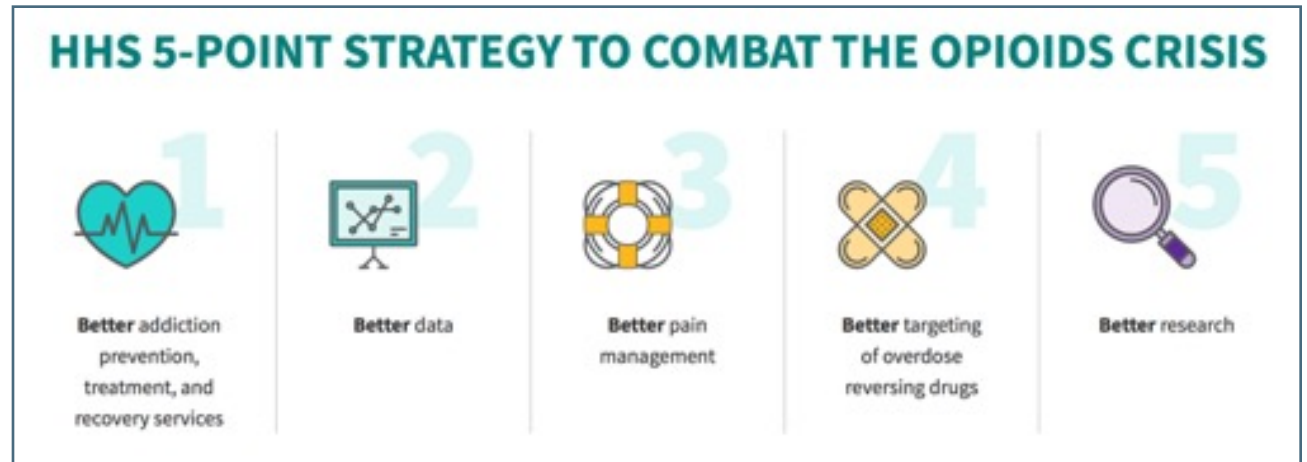 HHS 5-POINT STRATEGY TO COMBAT THE OPIOIDS CRISIS
1
Better addiction
prevention,
treatment, and
recovery services
2
Better data
3
Better pain
management
4
Better targeting
of overdose
reversing drugs
5
Better research